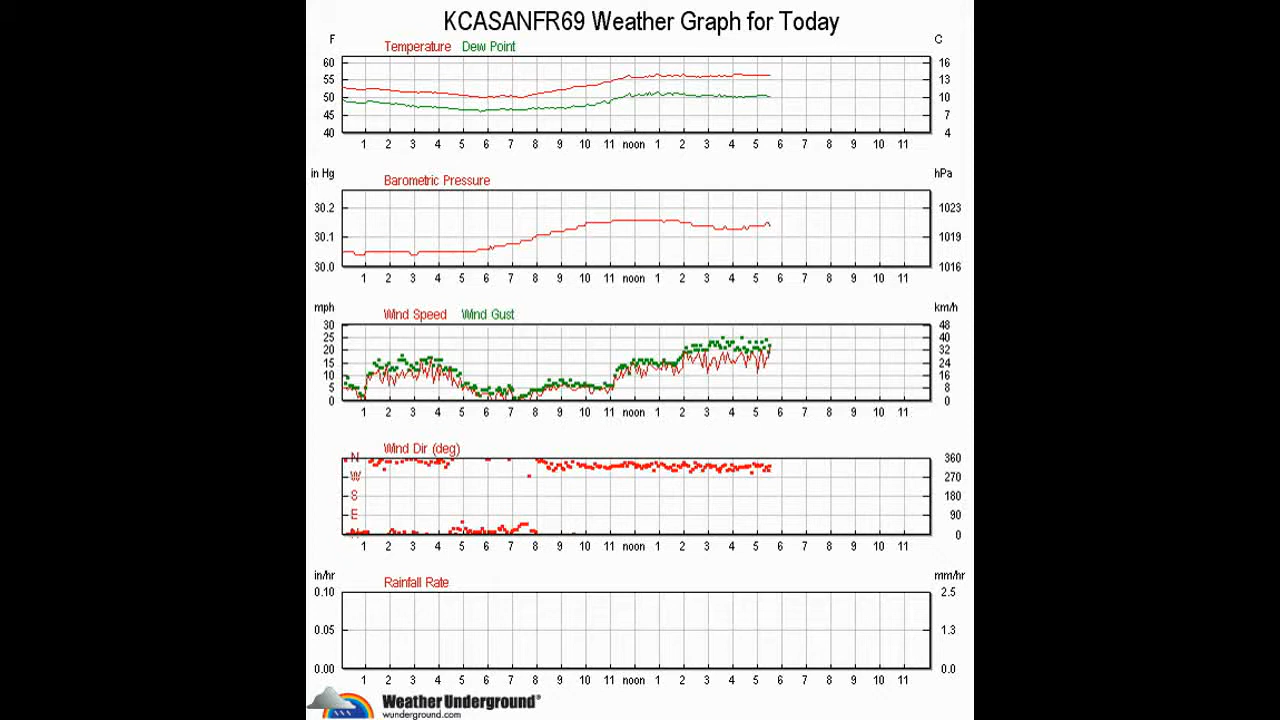 KCASANFR69 Weather Graph for Today
F C
Temperature Dew Point
60 16
55 13
50 10
45 7
40 4
1 2 3 4 5 6 7 8 9 10 11 noon 1 2 3 4 5 6 7 8 9 10 11
in Hg hPa
Barometric Pressure
30.2 1023
30.1 1019
30.0 1016
1 2 3 4 5 6 7 8 9 10 11 noon 1 2 3 4 5 6 7 8 9 10 11
mph km/h
Wind Speed Wind Gust
30 48
25 40
20 32
15 24
10 16
5 8
0 0
1 2 3 4 5 6 7 8 9 10 11 noon 1 2 3 4 5 6 7 8 9 10 11
Wind Dir (deg)
N 360
W 270
S 180
E 90
N 0
1 2 3 4 5 6 7 8 9 10 11 noon 1 2 3 4 5 6 7 8 9 10 11
in/hr mm/hr
Rainfall Rate
0.10 2.5
0.05 1.3
0.00 0.0
1 2 3 4 5 6 7 8 9 10 11 noon 1 2 3 4 5 6 7 8 9 10 11
Weather Underground®
wunderground.com